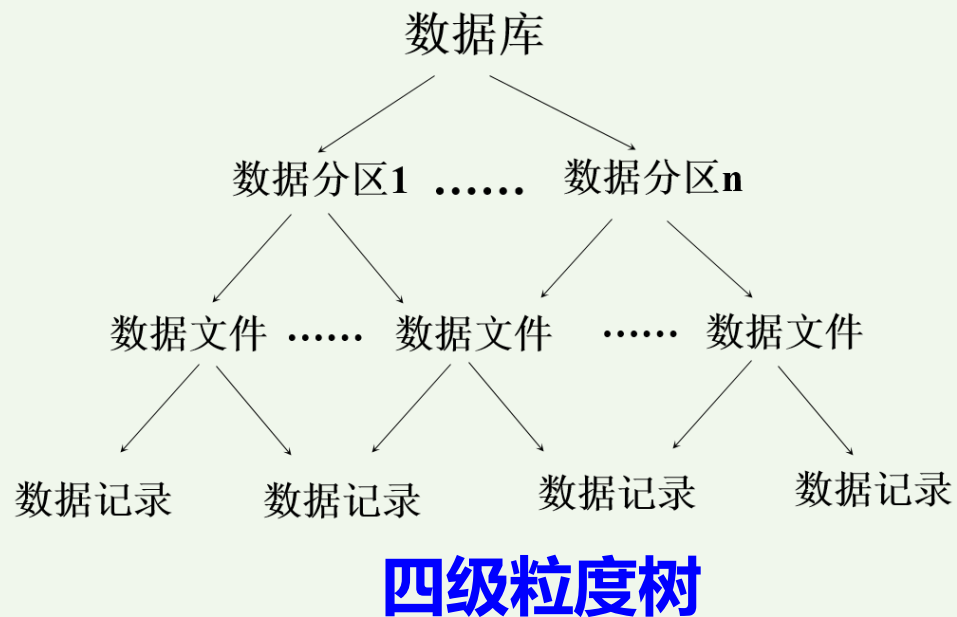 数据库
数据分区1 …… 数据分区n
数据文件 …… 数据文件 …… 数据文件
数据记录 数据记录 数据记录 数据记录
四级粒度树